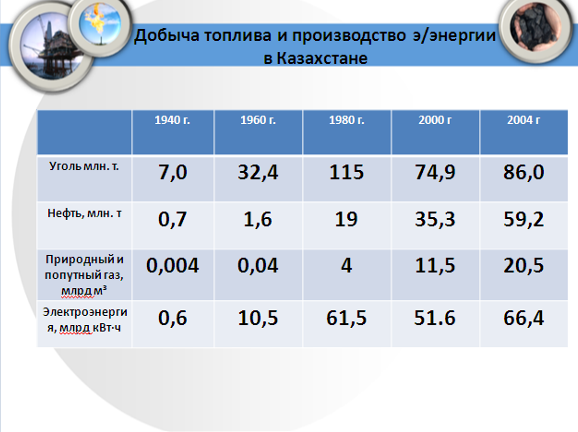 Добыча топлива и производство э/энергии
в Казахстане
1940 г. 1960 г. 1980 г. 2000 г 2004 г
Уголь млн. т. 7,0 32,4 115 74,9 86,0
Нефть, млн. т 0,7 1,6 19 35,3 59,2
Природный и
попутный газ,
млрд м³ 0,004 0,04 4 11,5 20,5
Электроэнерги
я, млрд кВт·ч 0,6 10,5 61,5 51.6 66,4